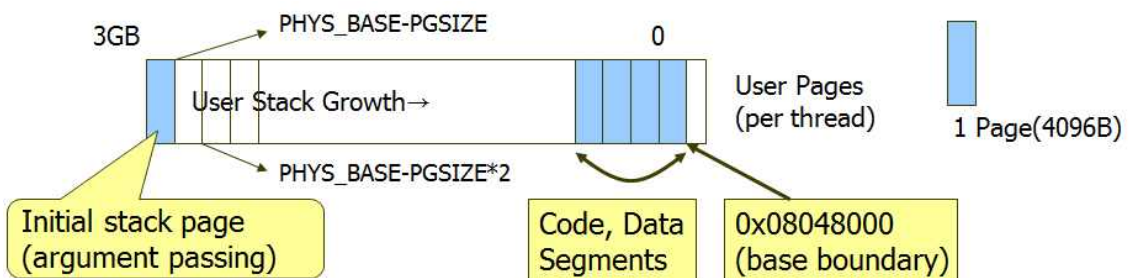 3GB
PHYS_BASE-PGSIZE
0
User Stack Growth→
User Pages
(per thread)
1 Page(4096B)
PHYS_BASE-PGSIZE*2
Initial stack page
(argument passing)
Code, Data
Segments
0x08048000
(base boundary)